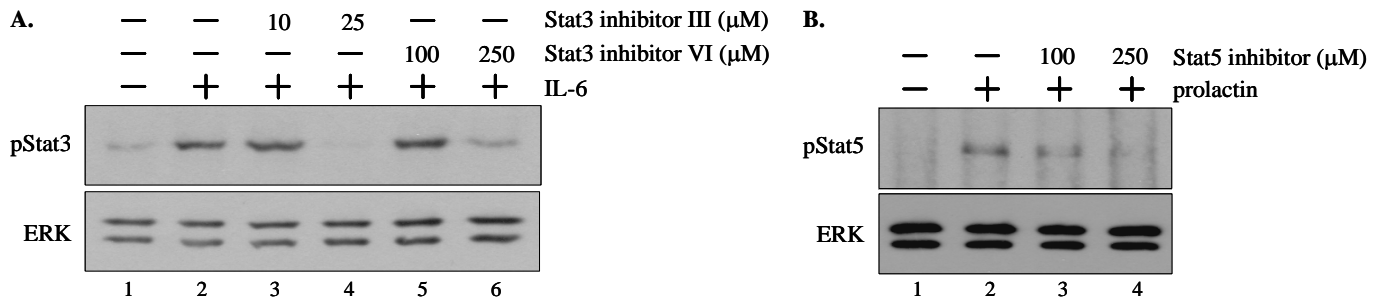 A.
— — 10 25 — — Stat3 inhibitor III (μM)
— — — — 100 250 Stat3 inhibitor VI (μM)
— + + + + + IL-6
pStat3
ERK
1 2 3 4 5 6
B.
— — 100 250 Stat5 inhibitor (μM)
— + + + prolactin
pStat5
ERK
1 2 3 4